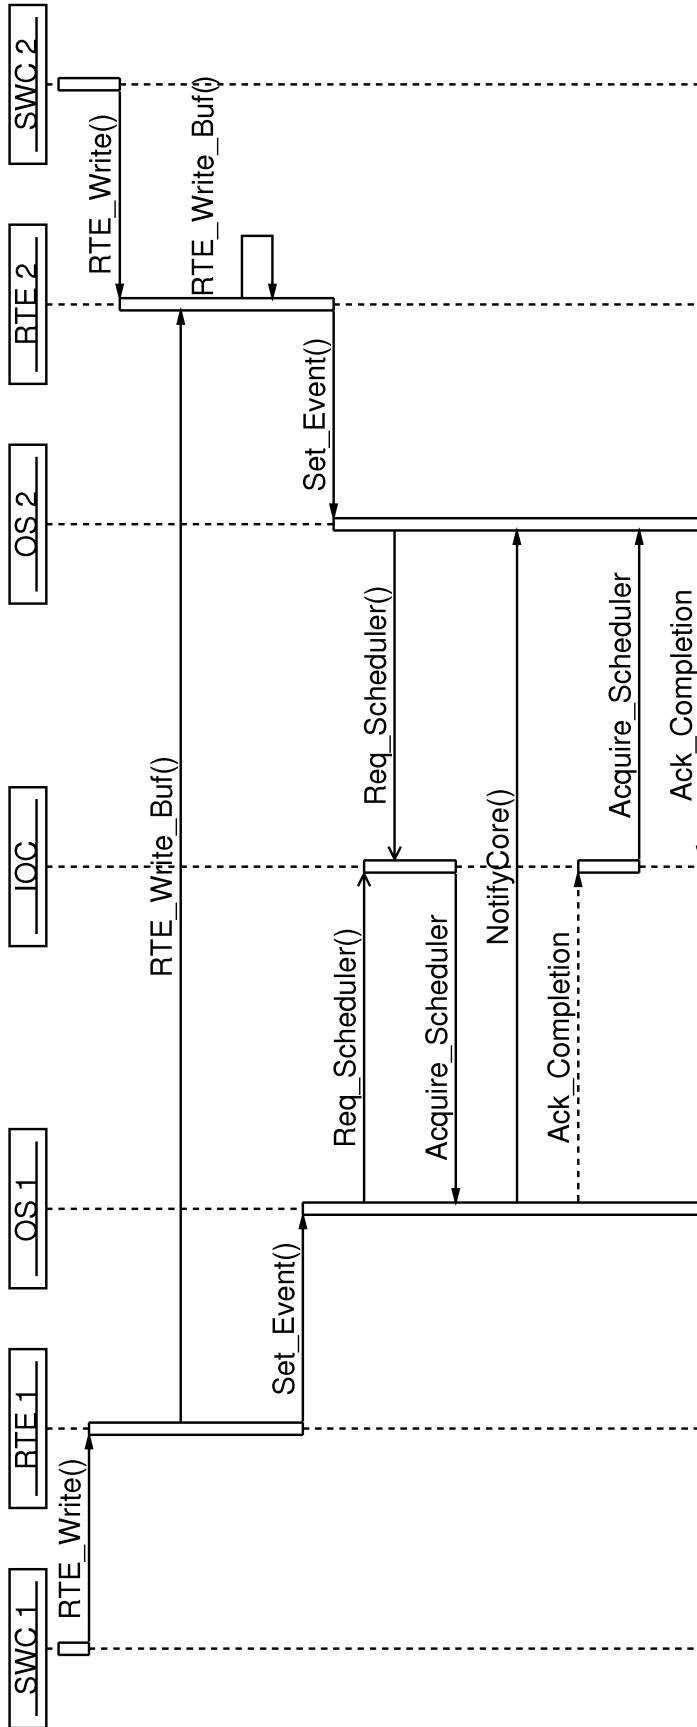 SWC 1
RTE 1
OS 1
IOC
OS 2
RTE 2
SWC 2
RTE_Write()
RTE_Write()
RTE_Write_Buf()
RTE_Write_Buf()
Set_Event()
Set_Event()
Req_Scheduler()
Req_Scheduler()
Acquire_Scheduler
NotifyCore()
Ack_Completion
Acquire_Scheduler
Ack_Completion